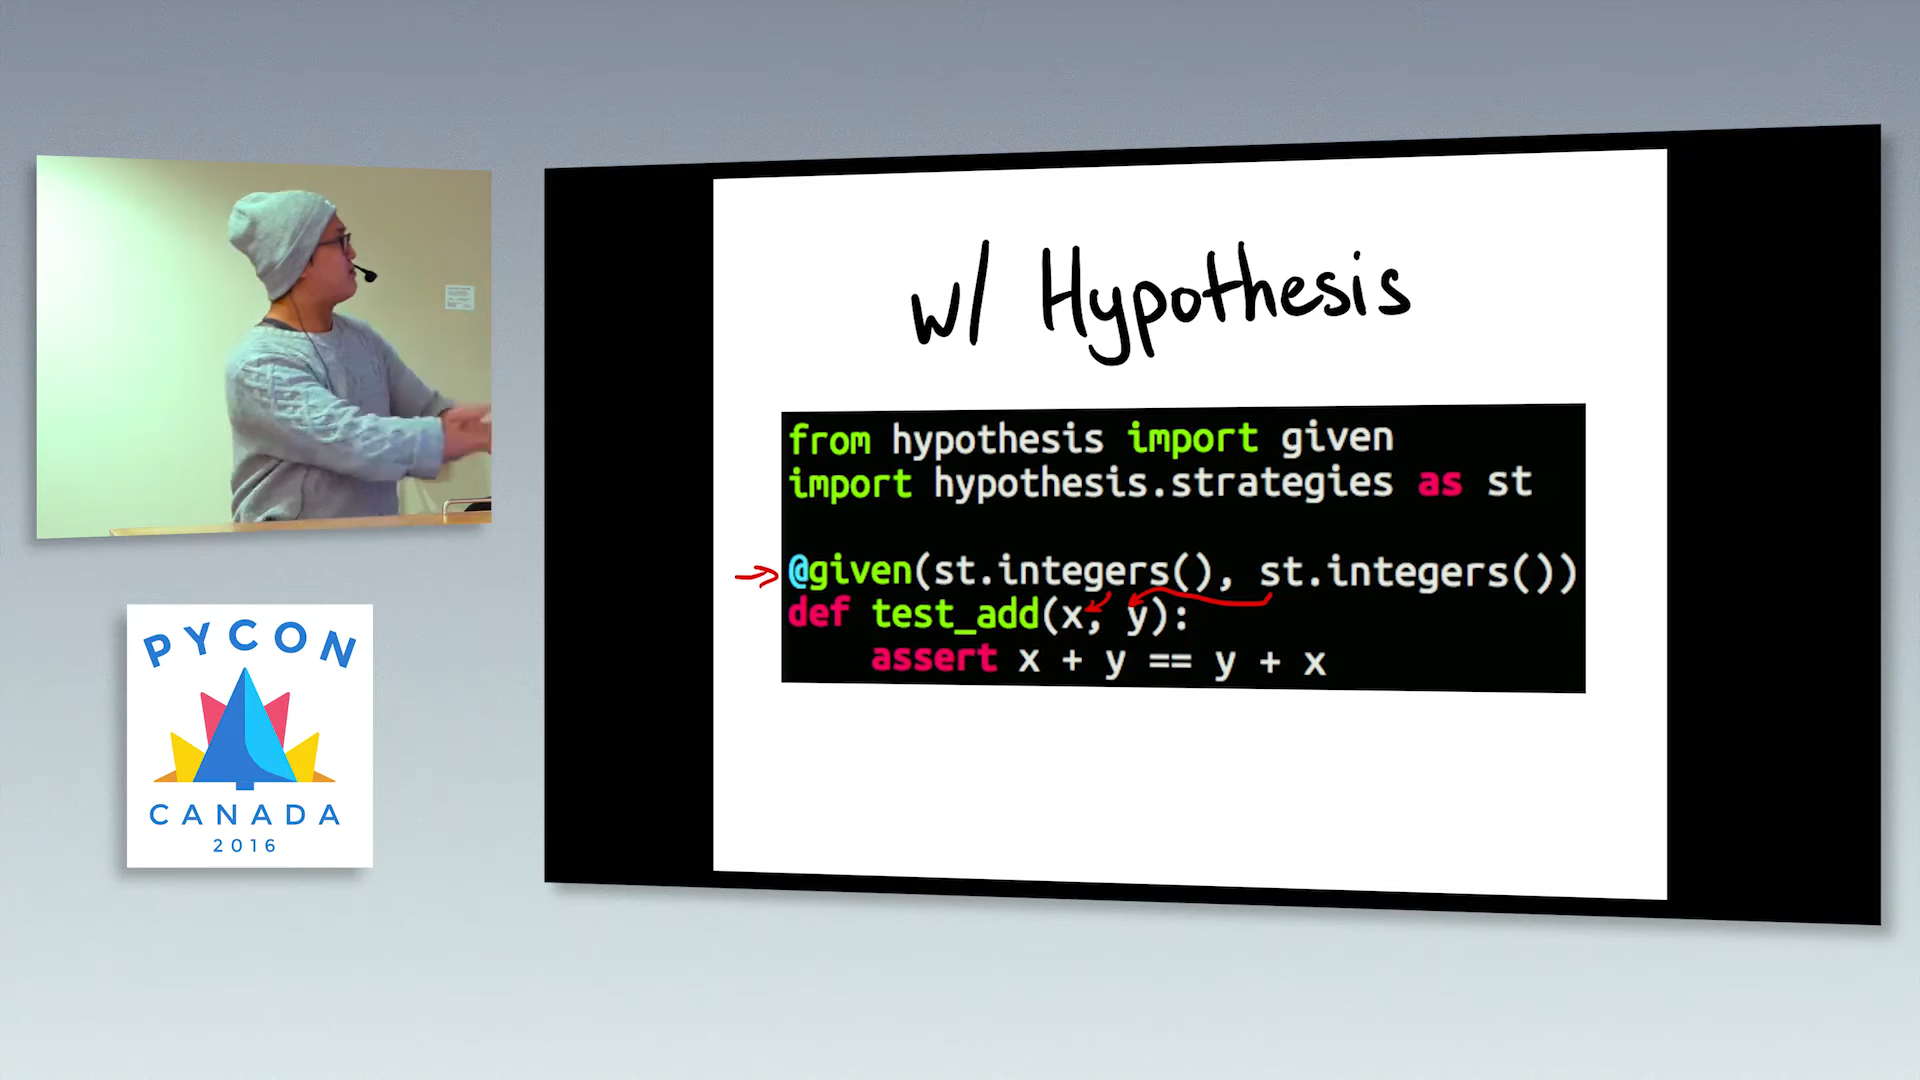 w/ Hypothesis
from hypothesis import given
import hypothesis.strategies as st
@given(st.integers(), st.integers())
def test_add(x, y):
    assert x + y == y + x
PYCON
CANADA
2016